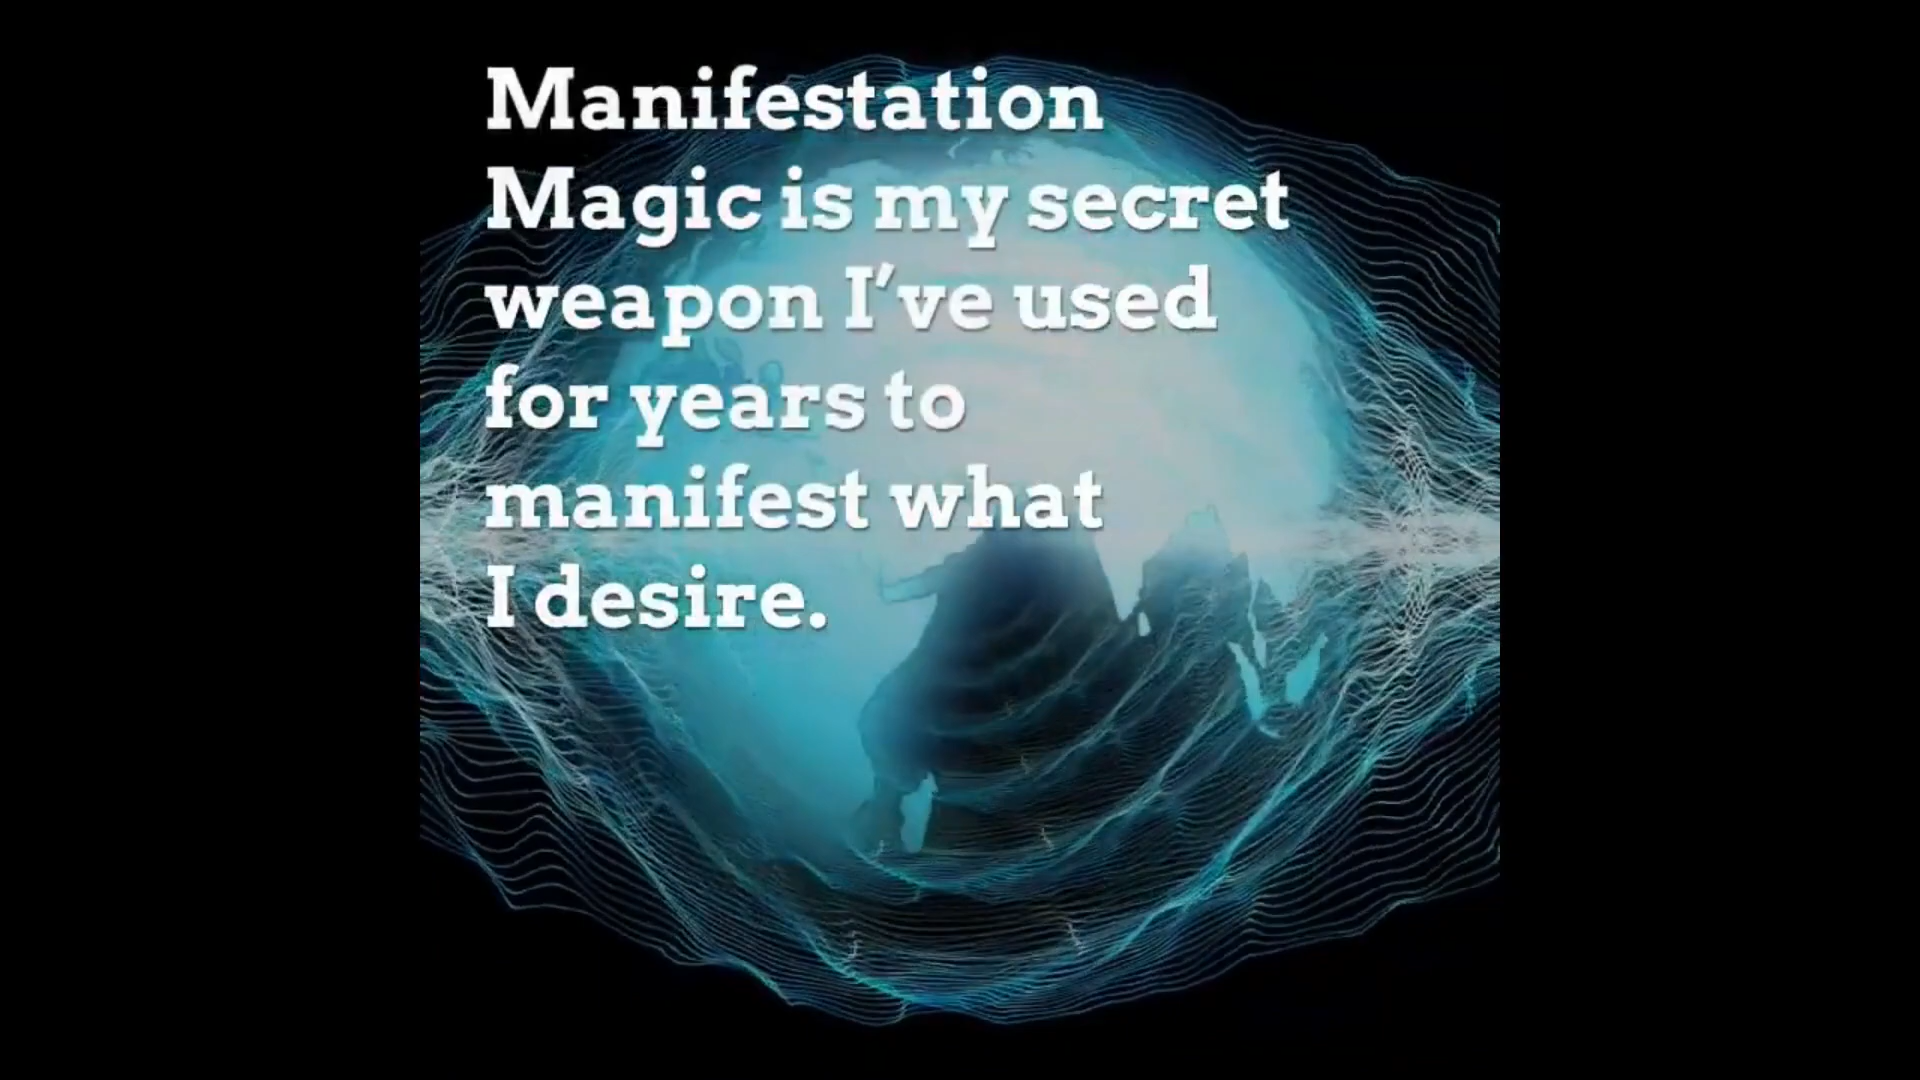 Manifestation
Magic is my secret
weapon I’ve used
for years to
manifest what
I desire.